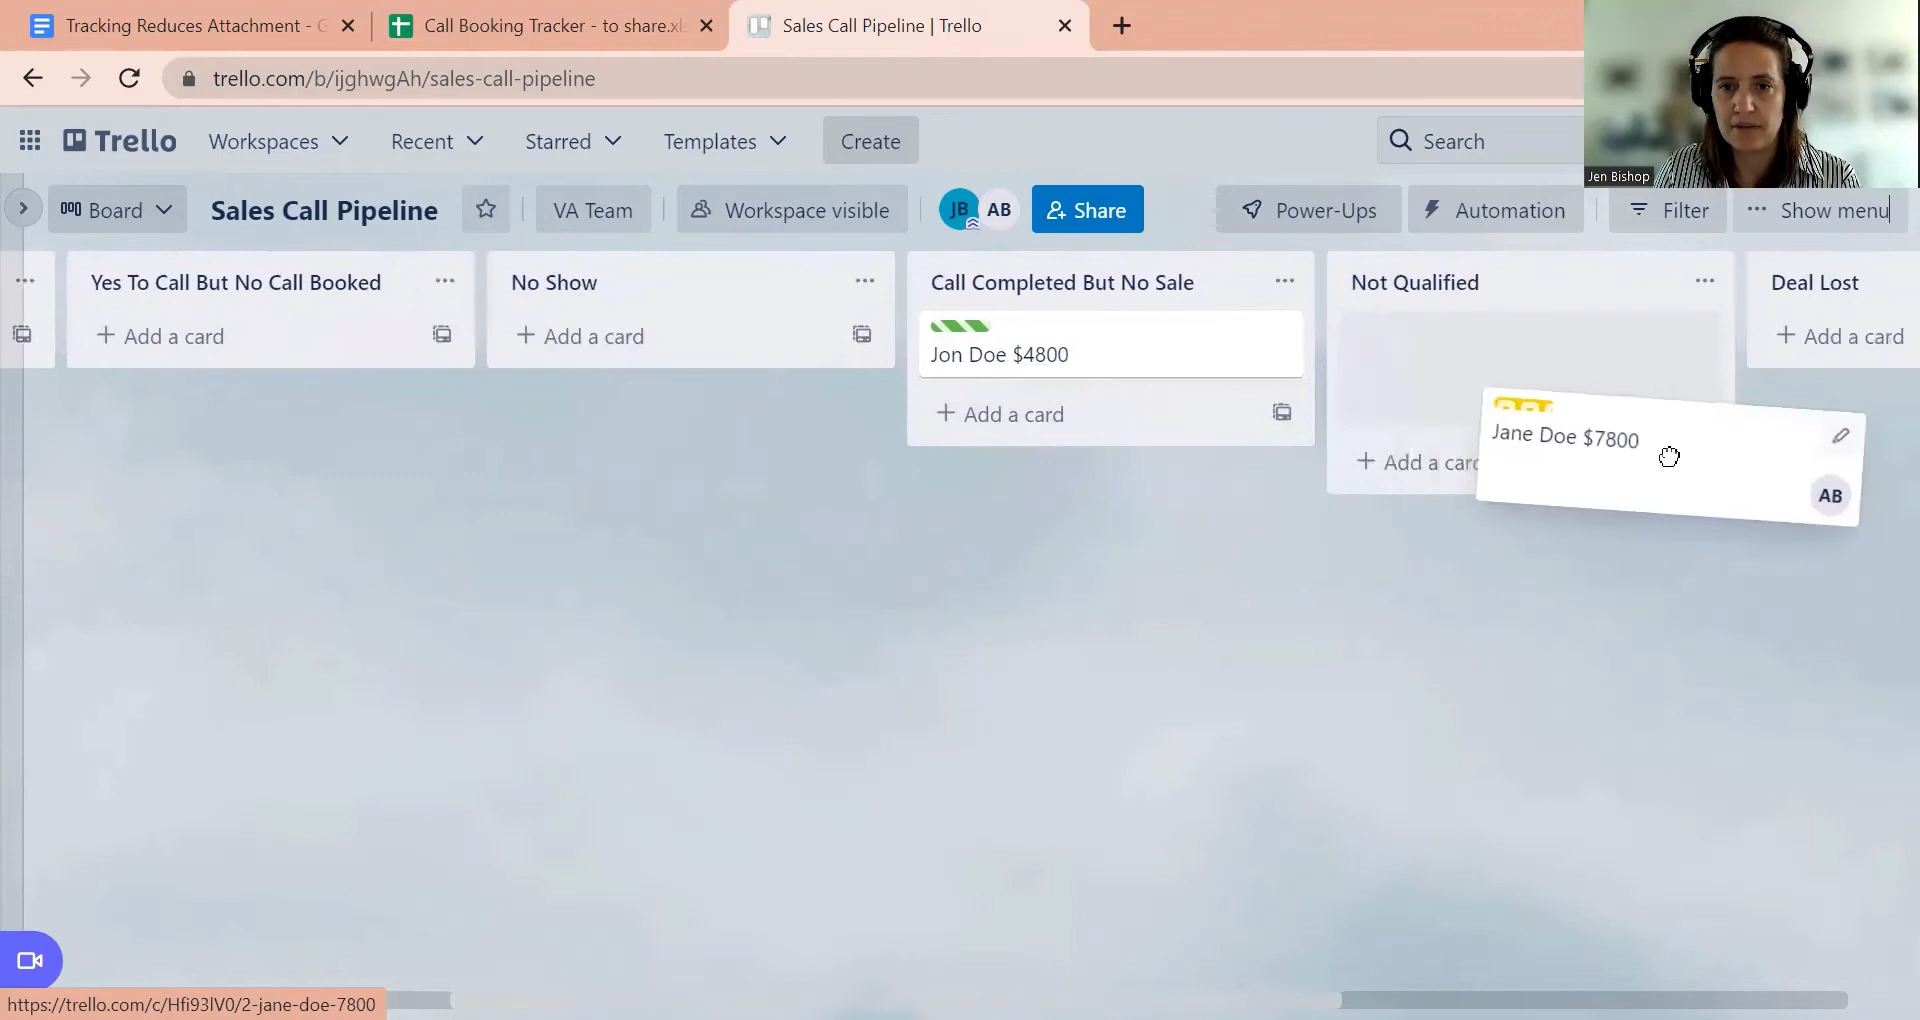 Tracking Reduces Attachment - G
Call Booking Tracker - to share.xls
Sales Call Pipeline | Trello
trello.com/b/ijghwgAh/sales-call-pipeline
Trello
Workspaces
Recent
Starred
Templates
Create
Search
Jen Bishop
Board
Sales Call Pipeline
VA Team
Workspace visible
JB
AB
Share
Power-Ups
Automation
Filter
Show menu
Yes To Call But No Call Booked
No Show
Call Completed But No Sale
Not Qualified
Deal Lost
+ Add a card
+ Add a card
Jon Doe $4800
+ Add a card
+ Add a card
Jane Doe $7800
+ Add a card
AB
https://trello.com/c/Hfi93lV0/2-jane-doe-7800